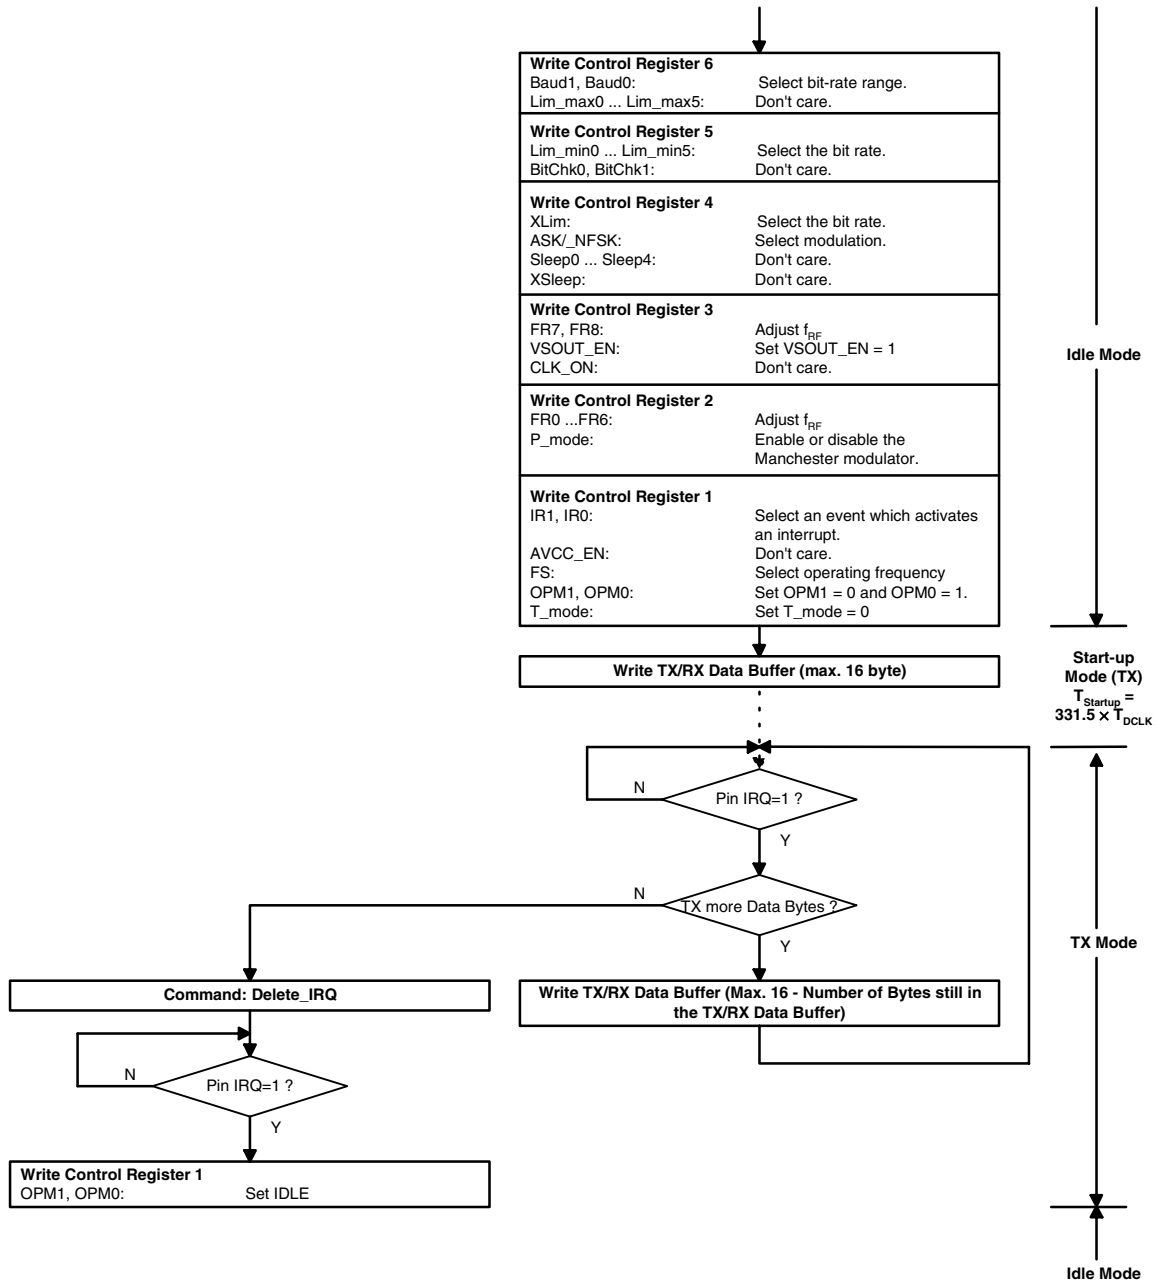 Write Control Register 6
Baud1, Baud0: Select bit-rate range.
Lim_max0 ... Lim_max5: Don't care.
Write Control Register 5
Lim_min0 ... Lim_min5: Select the bit rate.
BitChk0, BitChk1: Don't care.
Write Control Register 4
XLim: Select the bit rate.
ASK/_NFSK: Select modulation.
Sleep0 ... Sleep4: Don't care.
XSleep: Don't care.
Write Control Register 3
FR7, FR8: Adjust fRF
VSOUT_EN: Set VSOUT_EN = 1
CLK_ON: Don't care.
Idle Mode
Write Control Register 2
FR0 ...FR6: Adjust fRF
P_mode: Enable or disable the
Manchester modulator.
Write Control Register 1
IR1, IR0: Select an event which activates
an interrupt.
AVCC_EN: Don't care.
FS: Select operating frequency
OPM1, OPM0: Set OPM1 = 0 and OPM0 = 1.
T_mode: Set T_mode = 0
Write TX/RX Data Buffer (max. 16 byte)
Start-up
Mode (TX)
TStartup =
331.5 × TDCLK
N
Pin IRQ=1 ?
Y
N
TX more Data Bytes ?
Y
TX Mode
Command: Delete_IRQ
Write TX/RX Data Buffer (Max. 16 - Number of Bytes still in
the TX/RX Data Buffer)
N
Pin IRQ=1 ?
Y
Write Control Register 1
OPM1, OPM0: Set IDLE
Idle Mode